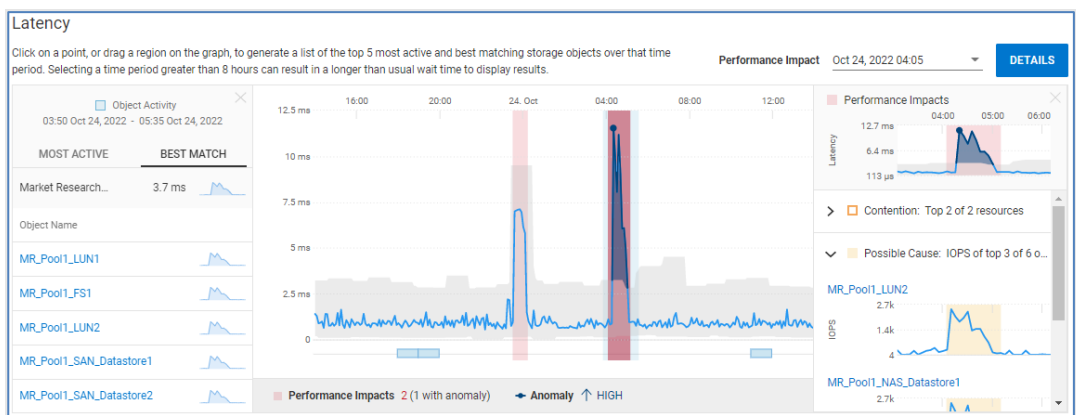 Latency
Click on a point, or drag a region on the graph, to generate a list of the top 5 most active and best matching storage objects over that time
period. Selecting a time period greater than 8 hours can result in a longer than usual wait time to display results.
Performance Impact Oct 24, 2022 04:05
DETAILS
Object Activity
03:50 Oct 24, 2022 - 05:35 Oct 24, 2022
MOST ACTIVE BEST MATCH
Market Research... 3.7 ms
Object Name
MR_Pool1_LUN1
MR_Pool1_FS1
MR_Pool1_LUN2
MR_Pool1_SAN_Datastore1
MR_Pool1_SAN_Datastore2
16:00 20:00 24. Oct 04:00 08:00 12:00
12.5 ms
10 ms
7.5 ms
5 ms
2.5 ms
0
Performance Impacts 2 (1 with anomaly) Anomaly HIGH
Performance Impacts
04:00 05:00 06:00
Latency
12.7 ms
6.4 ms
113 µs
Contention: Top 2 of 2 resources
Possible Cause: IOPS of top 3 of 6 o...
MR_Pool1_LUN2
IOPS
2.7k
1.4k
4
MR_Pool1_NAS_Datastore1
2.7k